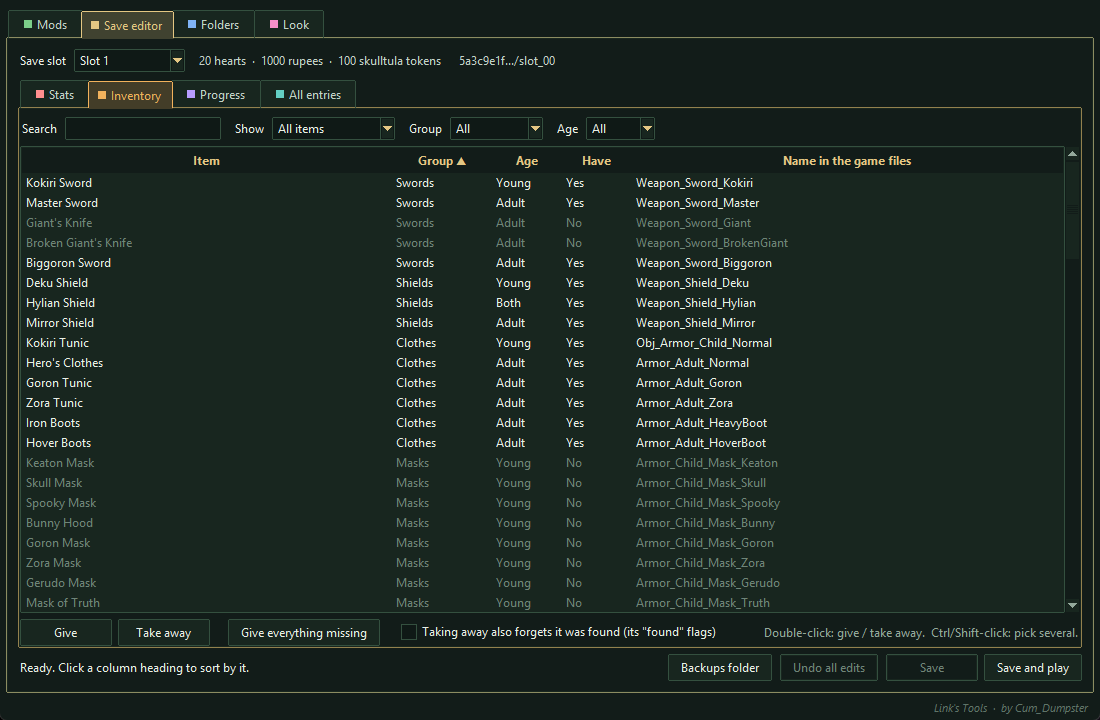 Mods Save editor Folders Look
Save slot Slot 1 20 hearts · 1000 rupees · 100 skulltula tokens 5a3c9e1f.../slot_00
Stats Inventory Progress All entries
Search Show All items Group All Age All
Item Group ▲ Age Have Name in the game files
Kokiri Sword Swords Young Yes Weapon_Sword_Kokiri
Master Sword Swords Adult Yes Weapon_Sword_Master
Giant's Knife Swords Adult No Weapon_Sword_Giant
Broken Giant's Knife Swords Adult No Weapon_Sword_BrokenGiant
Biggoron Sword Swords Adult Yes Weapon_Sword_Biggoron
Deku Shield Shields Young Yes Weapon_Shield_Deku
Hylian Shield Shields Both Yes Weapon_Shield_Hylian
Mirror Shield Shields Adult Yes Weapon_Shield_Mirror
Kokiri Tunic Clothes Young Yes Obj_Armor_Child_Normal
Hero's Clothes Clothes Adult Yes Armor_Adult_Normal
Goron Tunic Clothes Adult Yes Armor_Adult_Goron
Zora Tunic Clothes Adult Yes Armor_Adult_Zora
Iron Boots Clothes Adult Yes Armor_Adult_HeavyBoot
Hover Boots Clothes Adult Yes Armor_Adult_HoverBoot
Keaton Mask Masks Young No Armor_Child_Mask_Keaton
Skull Mask Masks Young No Armor_Child_Mask_Skull
Spooky Mask Masks Young No Armor_Child_Mask_Spooky
Bunny Hood Masks Young No Armor_Child_Mask_Bunny
Goron Mask Masks Young No Armor_Child_Mask_Goron
Zora Mask Masks Young No Armor_Child_Mask_Zora
Gerudo Mask Masks Young No Armor_Child_Mask_Gerudo
Mask of Truth Masks Young No Armor_Child_Mask_Truth
Give Take away Give everything missing Taking away also forgets it was found (its "found" flags) Double-click: give / take away. Ctrl/Shift-click: pick several.
Ready. Click a column heading to sort by it. Backups folder Undo all edits Save Save and play
Link's Tools · by Cum_Dumpster